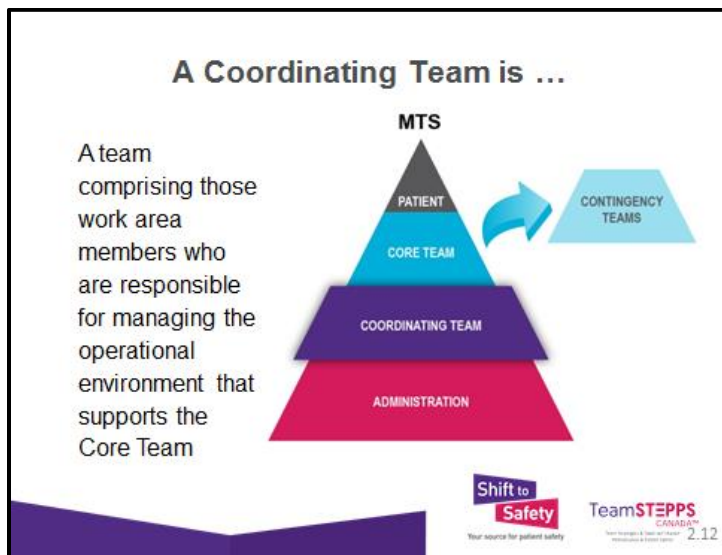 A Coordinating Team is ...
MTS
A team
comprising those
work area
members who
are responsible
for managing the
operational
environment that
supports the
Core Team
PATIENT
CORE TEAM
COORDINATING TEAM
ADMINISTRATION
CONTINGENCY
TEAMS
Shift to
Safety
Your source for patient safety
TeamSTEPPS
CANADA™
2.12